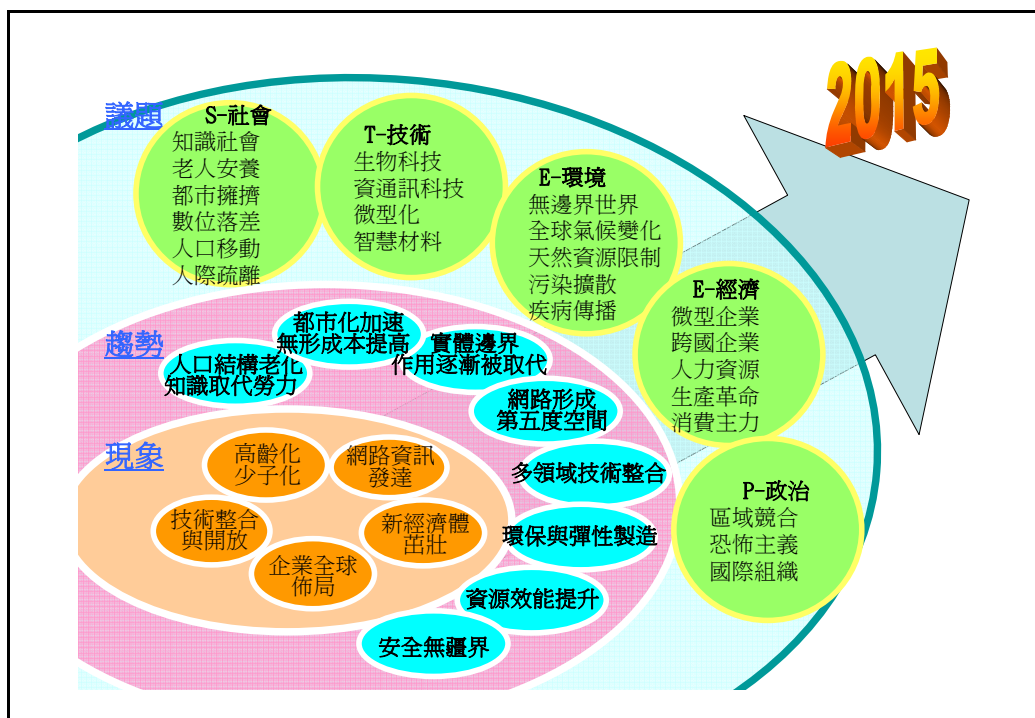 2015
議題
S-社會
知識社會
老人安養
都市擁擠
數位落差
人口移動
人際疏離
T-技術
生物科技
資通訊科技
微型化
智慧材料
E-環境
無邊界世界
全球氣候變化
天然資源限制
污染擴散
疾病傳播
E-經濟
微型企業
跨國企業
人力資源
生產革命
消費主力
P-政治
區域競合
恐怖主義
國際組織
趨勢
人口結構老化
知識取代勞力
都市化加速
無形成本提高
實體邊界
作用逐漸被取代
網路形成
第五度空間
多領域技術整合
環保與彈性製造
資源效能提升
安全無疆界
現象
高齡化
少子化
網路資訊
發達
技術整合
與開放
新經濟體
茁壯
企業全球
佈局